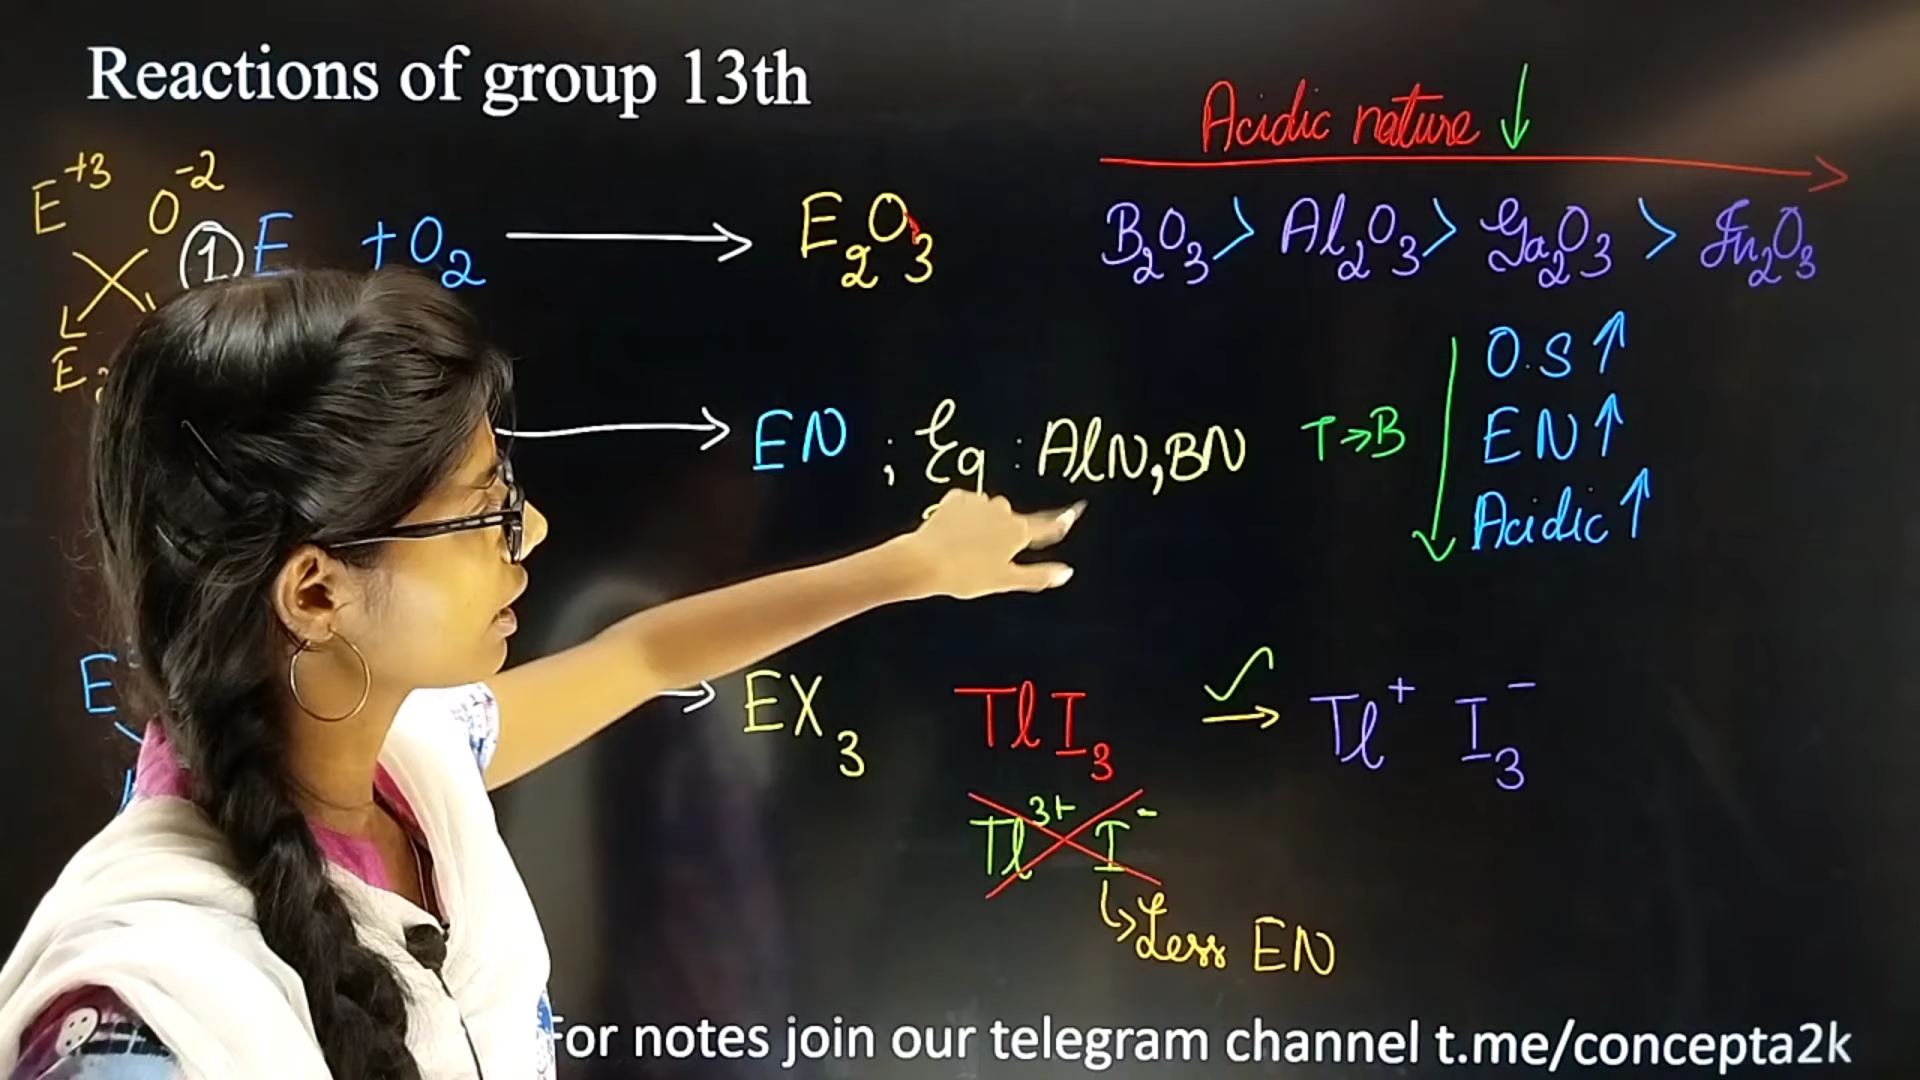 Reactions of group 13th
Acidic nature ↓
E+3 O-2
① E + O2 → E2O3
B2O3 > Al2O3 > Ga2O3 > In2O3
E2
O.S ↑
→ EN ; Eg : AlN, BN
T→B
EN ↑
Acidic ↑
E → EX3
TlI3 → Tl+ I3-
Tl3+ I-
Less EN
For notes join our telegram channel t.me/concepta2k